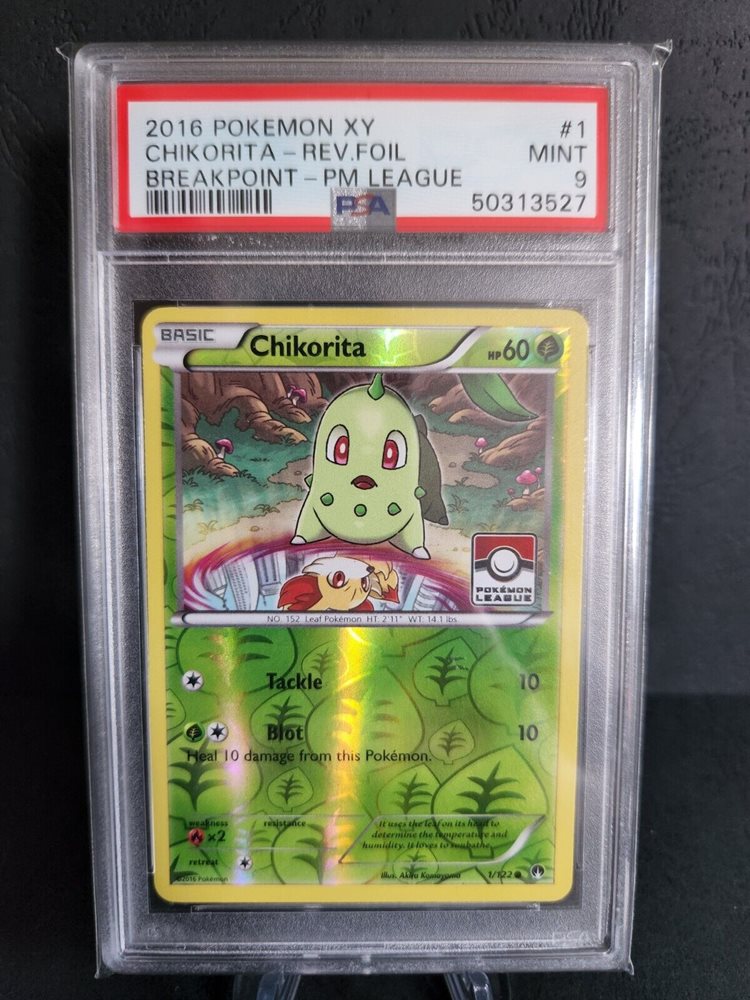 2016 POKEMON XY #1
CHIKORITA - REV.FOIL MINT
BREAKPOINT - PM LEAGUE 9
PSA 50313527
BASIC Chikorita HP60
POKÉMON
LEAGUE
NO. 152 Leaf Pokémon HT: 2'11" WT: 14.1 lbs
Tackle 10
Blot 10
Heal 10 damage from this Pokémon.
weakness resistance
×2
It uses the leaf on its head to
determine the temperature and
humidity. It loves to sunbathe.
retreat
©2016 Pokémon
Illus. Akira Komayama 1/122
PSA